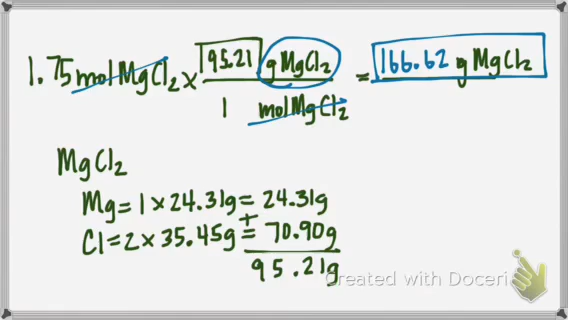 1.75 mol MgCl₂ × 95.21 g MgCl₂ = 166.62 g MgCl₂
1 mol MgCl₂
MgCl₂
Mg = 1 × 24.31g = 24.31g
Cl = 2 × 35.45g = + 70.90g
95.21g
Created with Doceri